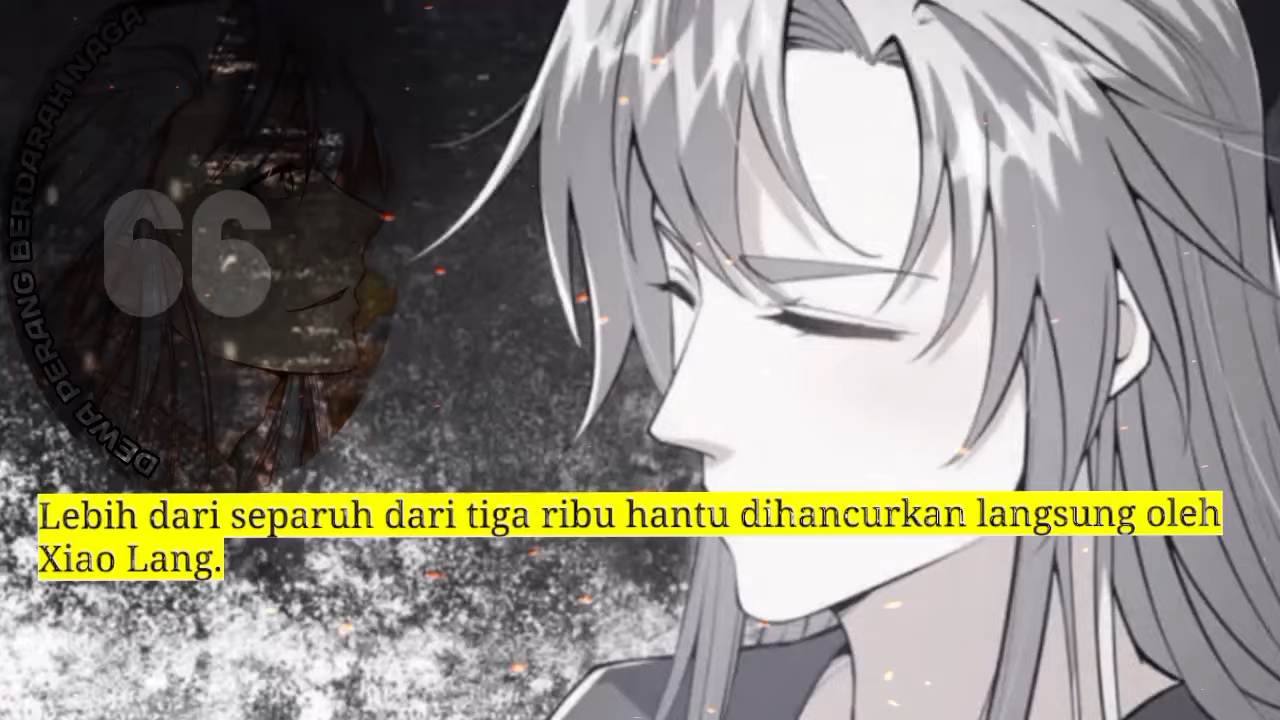 DEWA PERANG BERDARAH NAGA
66
Lebih dari separuh dari tiga ribu hantu dihancurkan langsung oleh
Xiao Lang.